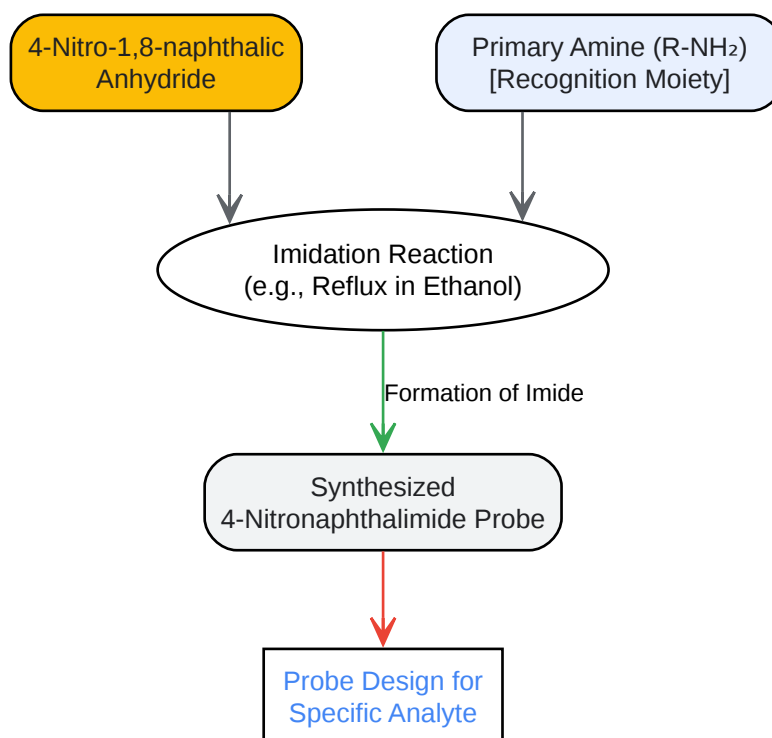 4-Nitro-1,8-naphthalic
Anhydride
Primary Amine (R-NH₂)
[Recognition Moiety]
Imidation Reaction
(e.g., Reflux in Ethanol)
Formation of Imide
Synthesized
4-Nitronaphthalimide Probe
Probe Design for
Specific Analyte